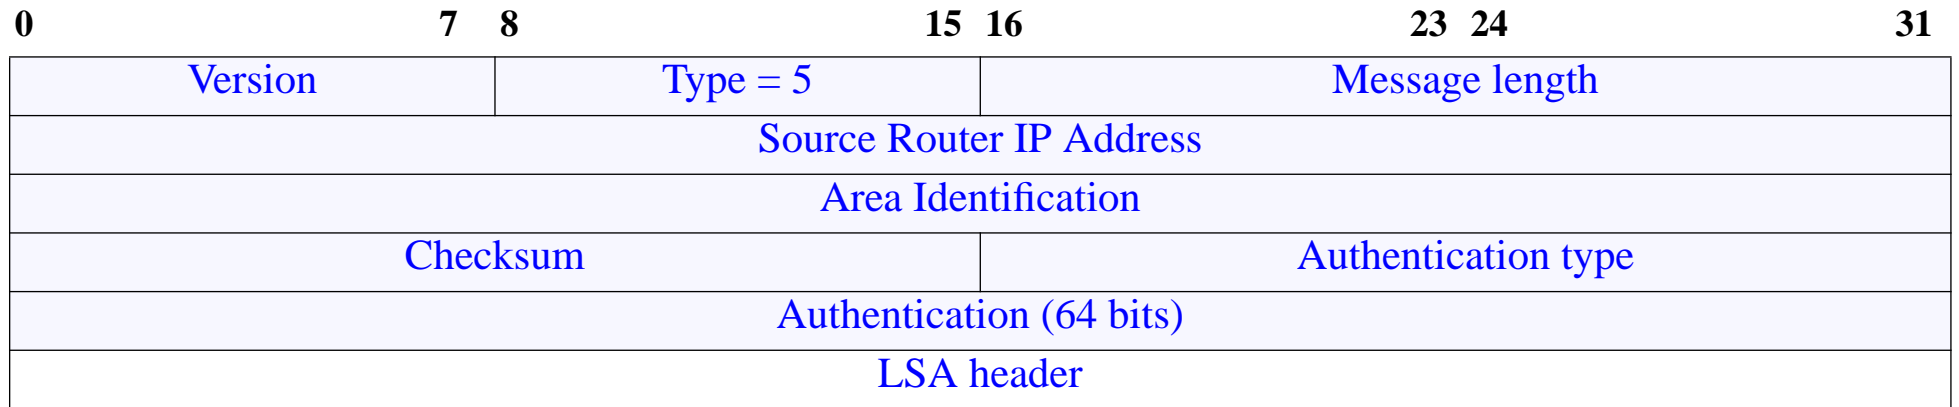 0 7 8 15 16 23 24 31
Version Type = 5 Message length
Source Router IP Address
Area Identification
Checksum Authentication type
Authentication (64 bits)
LSA header